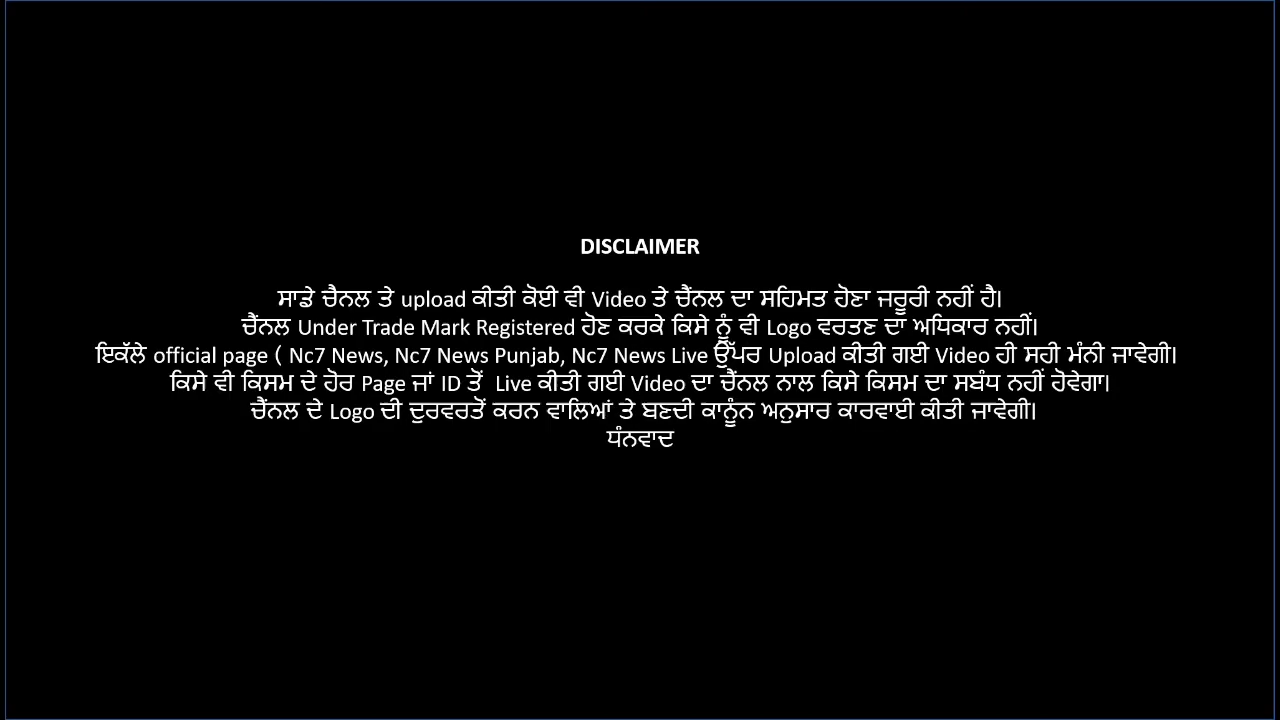 DISCLAIMER
ਸਾਡੇ ਚੈਨਲ ਤੇ upload ਕੀਤੀ ਕੋਈ ਵੀ Video ਤੇ ਚੈਂਨਲ ਦਾ ਸਹਿਮਤ ਹੋਣਾ ਜਰੂਰੀ ਨਹੀਂ ਹੈ।
ਚੈਂਨਲ Under Trade Mark Registered ਹੋਣ ਕਰਕੇ ਕਿਸੇ ਨੂੰ ਵੀ Logo ਵਰਤਣ ਦਾ ਅਧਿਕਾਰ ਨਹੀਂ।
ਇਕੱਲੇ official page ( Nc7 News, Nc7 News Punjab, Nc7 News Live ਉੱਪਰ Upload ਕੀਤੀ ਗਈ Video ਹੀ ਸਹੀ ਮੰਨੀ ਜਾਵੇਗੀ।
ਕਿਸੇ ਵੀ ਕਿਸਮ ਦੇ ਹੋਰ Page ਜਾਂ ID ਤੋਂ Live ਕੀਤੀ ਗਈ Video ਦਾ ਚੈਂਨਲ ਨਾਲ ਕਿਸੇ ਕਿਸਮ ਦਾ ਸਬੰਧ ਨਹੀਂ ਹੋਵੇਗਾ।
ਚੈਂਨਲ ਦੇ Logo ਦੀ ਦੁਰਵਰਤੋਂ ਕਰਨ ਵਾਲਿਆਂ ਤੇ ਬਣਦੀ ਕਾਨੂੰਨ ਅਨੁਸਾਰ ਕਾਰਵਾਈ ਕੀਤੀ ਜਾਵੇਗੀ।
ਧੰਨਵਾਦ